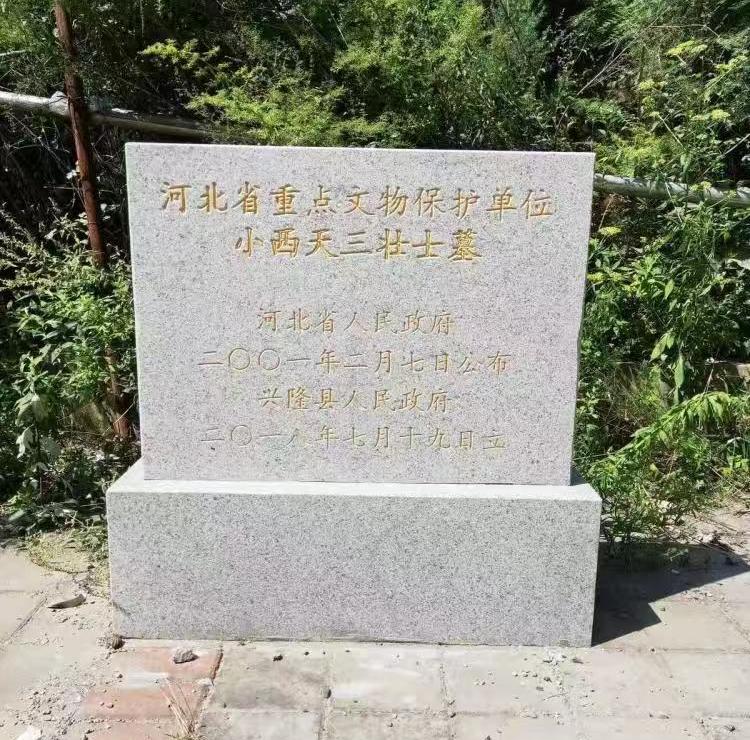 河北省重点文物保护单位
小西天三壮士墓
河北省人民政府
二〇〇一年二月七日公布
兴隆县人民政府
二〇一八年七月十九日立